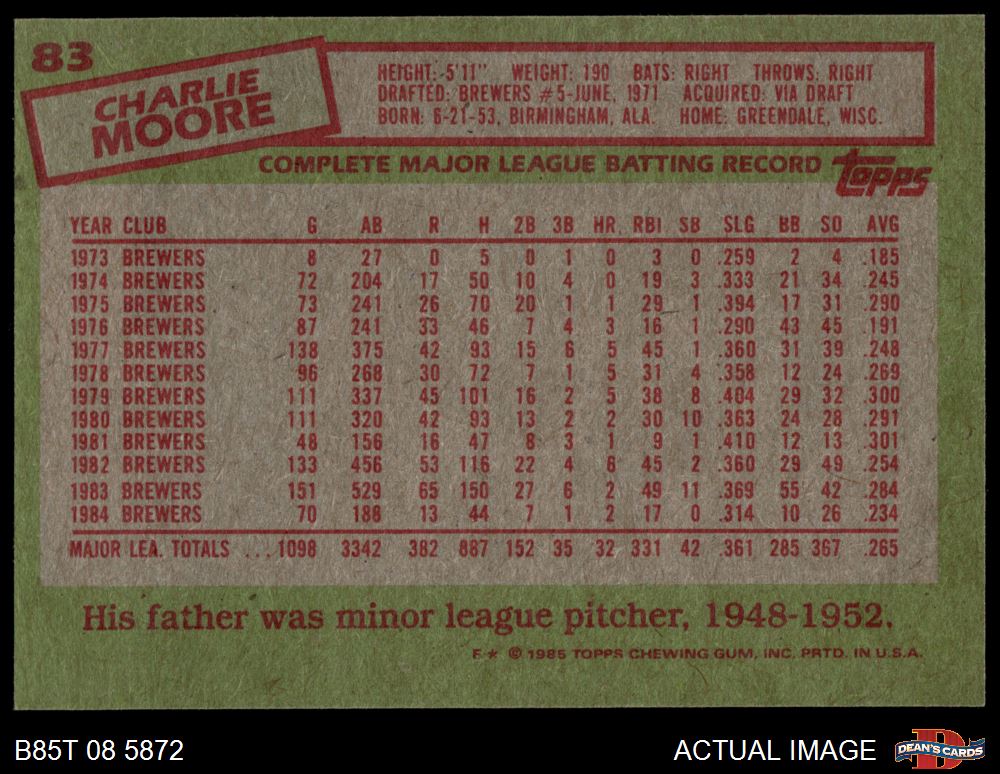 83
CHARLIE
MOORE
HEIGHT: 5'11" WEIGHT: 190 BATS: RIGHT THROWS: RIGHT
DRAFTED: BREWERS #5-JUNE, 1971 ACQUIRED: VIA DRAFT
BORN: 6-21-53, BIRMINGHAM, ALA. HOME: GREENDALE, WISC.
COMPLETE MAJOR LEAGUE BATTING RECORD topps
YEAR CLUB G AB R H 2B 3B HR RBI SB SLG BB SO AVG
1973 BREWERS 8 27 0 5 0 1 0 3 0 .259 2 4 .185
1974 BREWERS 72 204 17 50 10 4 0 19 3 .333 21 34 .245
1975 BREWERS 73 241 26 70 20 1 1 29 1 .394 17 31 .290
1976 BREWERS 87 241 33 46 7 4 3 16 1 .290 43 45 .191
1977 BREWERS 138 375 42 93 15 6 5 45 1 .360 31 39 .248
1978 BREWERS 96 268 30 72 7 1 5 31 4 .358 12 24 .269
1979 BREWERS 111 337 45 101 16 2 5 38 8 .404 29 32 .300
1980 BREWERS 111 320 42 93 13 2 2 30 10 .363 24 28 .291
1981 BREWERS 48 156 16 47 8 3 1 9 1 .410 12 13 .301
1982 BREWERS 133 456 53 116 22 4 6 45 2 .360 29 49 .254
1983 BREWERS 151 529 65 150 27 6 2 49 11 .369 55 42 .284
1984 BREWERS 70 188 13 44 7 1 2 17 0 .314 10 26 .234
MAJOR LEA. TOTALS ...1098 3342 382 887 152 35 32 331 42 .361 285 367 .265
His father was minor league pitcher, 1948-1952.
F* © 1985 TOPPS CHEWING GUM, INC. PRTD. IN U.S.A.
B85T 08 5872 ACTUAL IMAGE DEAN'S CARDS